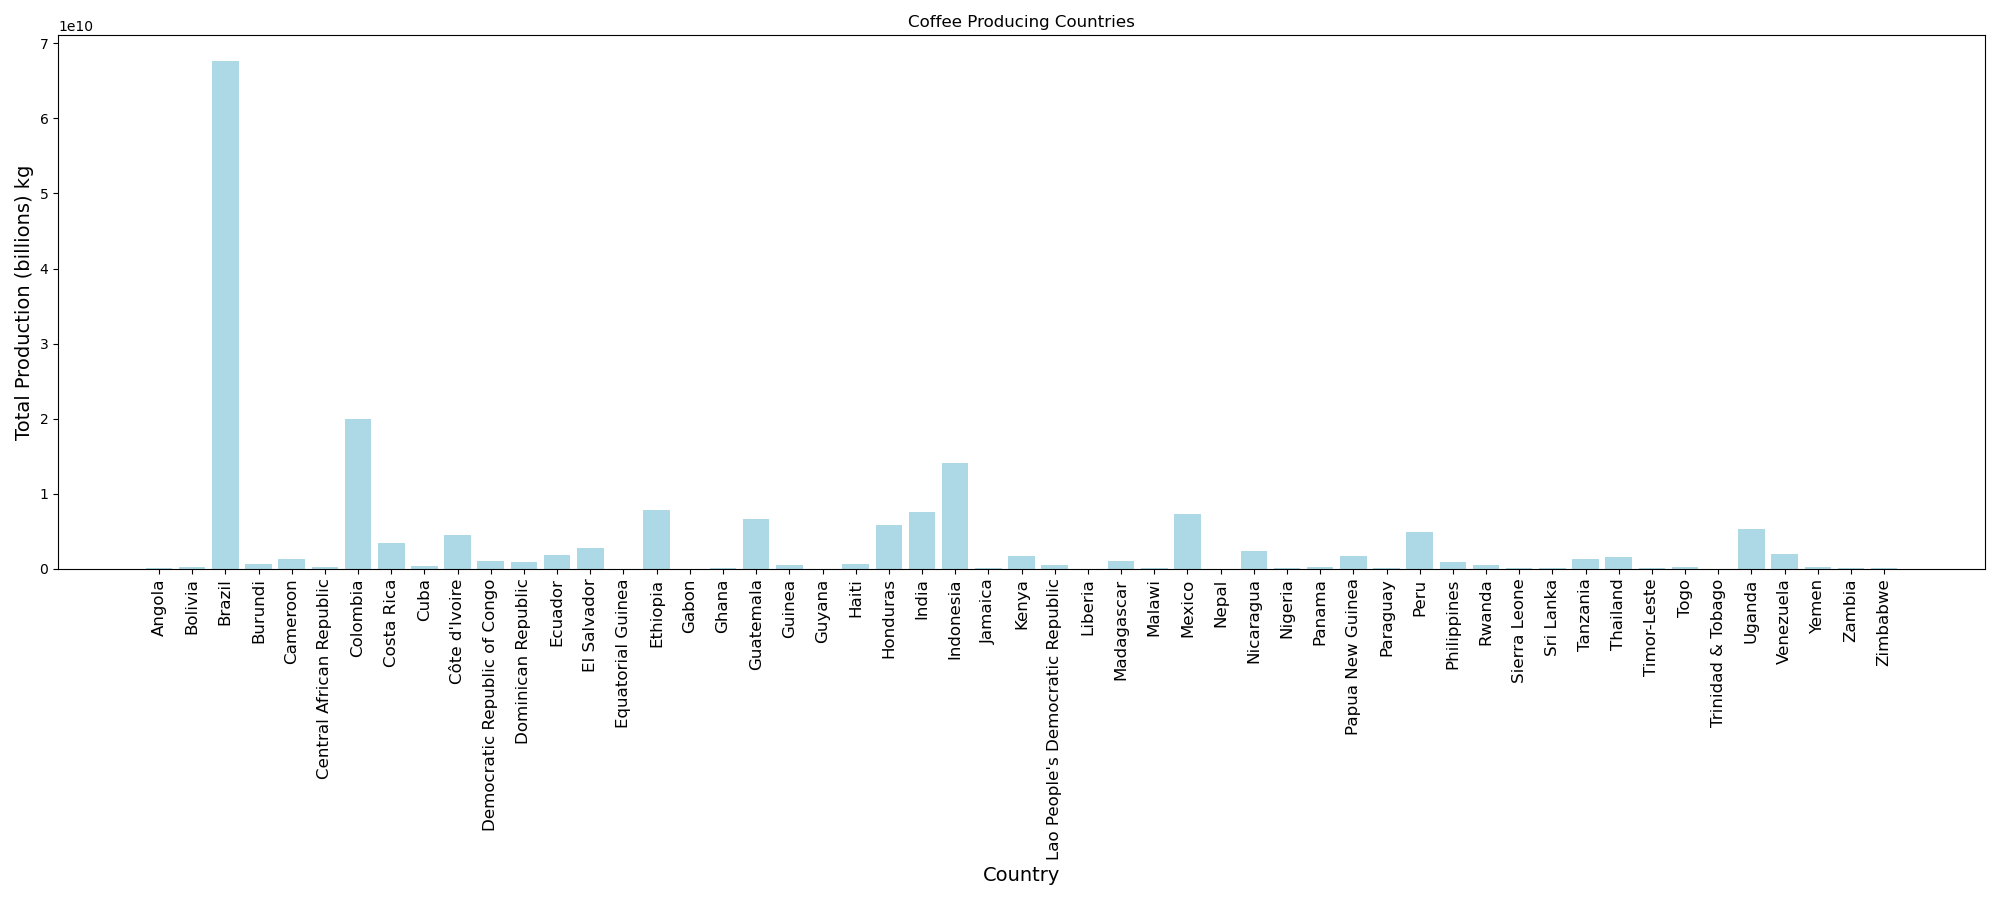 Coffee Producing Countries
1e10
7
6
5
4
3
2
1
0
Total Production (billions) kg
Angola
Bolivia
Brazil
Burundi
Cameroon
Central African Republic
Colombia
Costa Rica
Cuba
Côte d'Ivoire
Democratic Republic of Congo
Dominican Republic
Ecuador
El Salvador
Equatorial Guinea
Ethiopia
Gabon
Ghana
Guatemala
Guinea
Guyana
Haiti
Honduras
India
Indonesia
Jamaica
Kenya
Lao People's Democratic Republic
Liberia
Madagascar
Malawi
Mexico
Nepal
Nicaragua
Nigeria
Panama
Papua New Guinea
Paraguay
Peru
Philippines
Rwanda
Sierra Leone
Sri Lanka
Tanzania
Thailand
Timor-Leste
Togo
Trinidad & Tobago
Uganda
Venezuela
Yemen
Zambia
Zimbabwe
Country